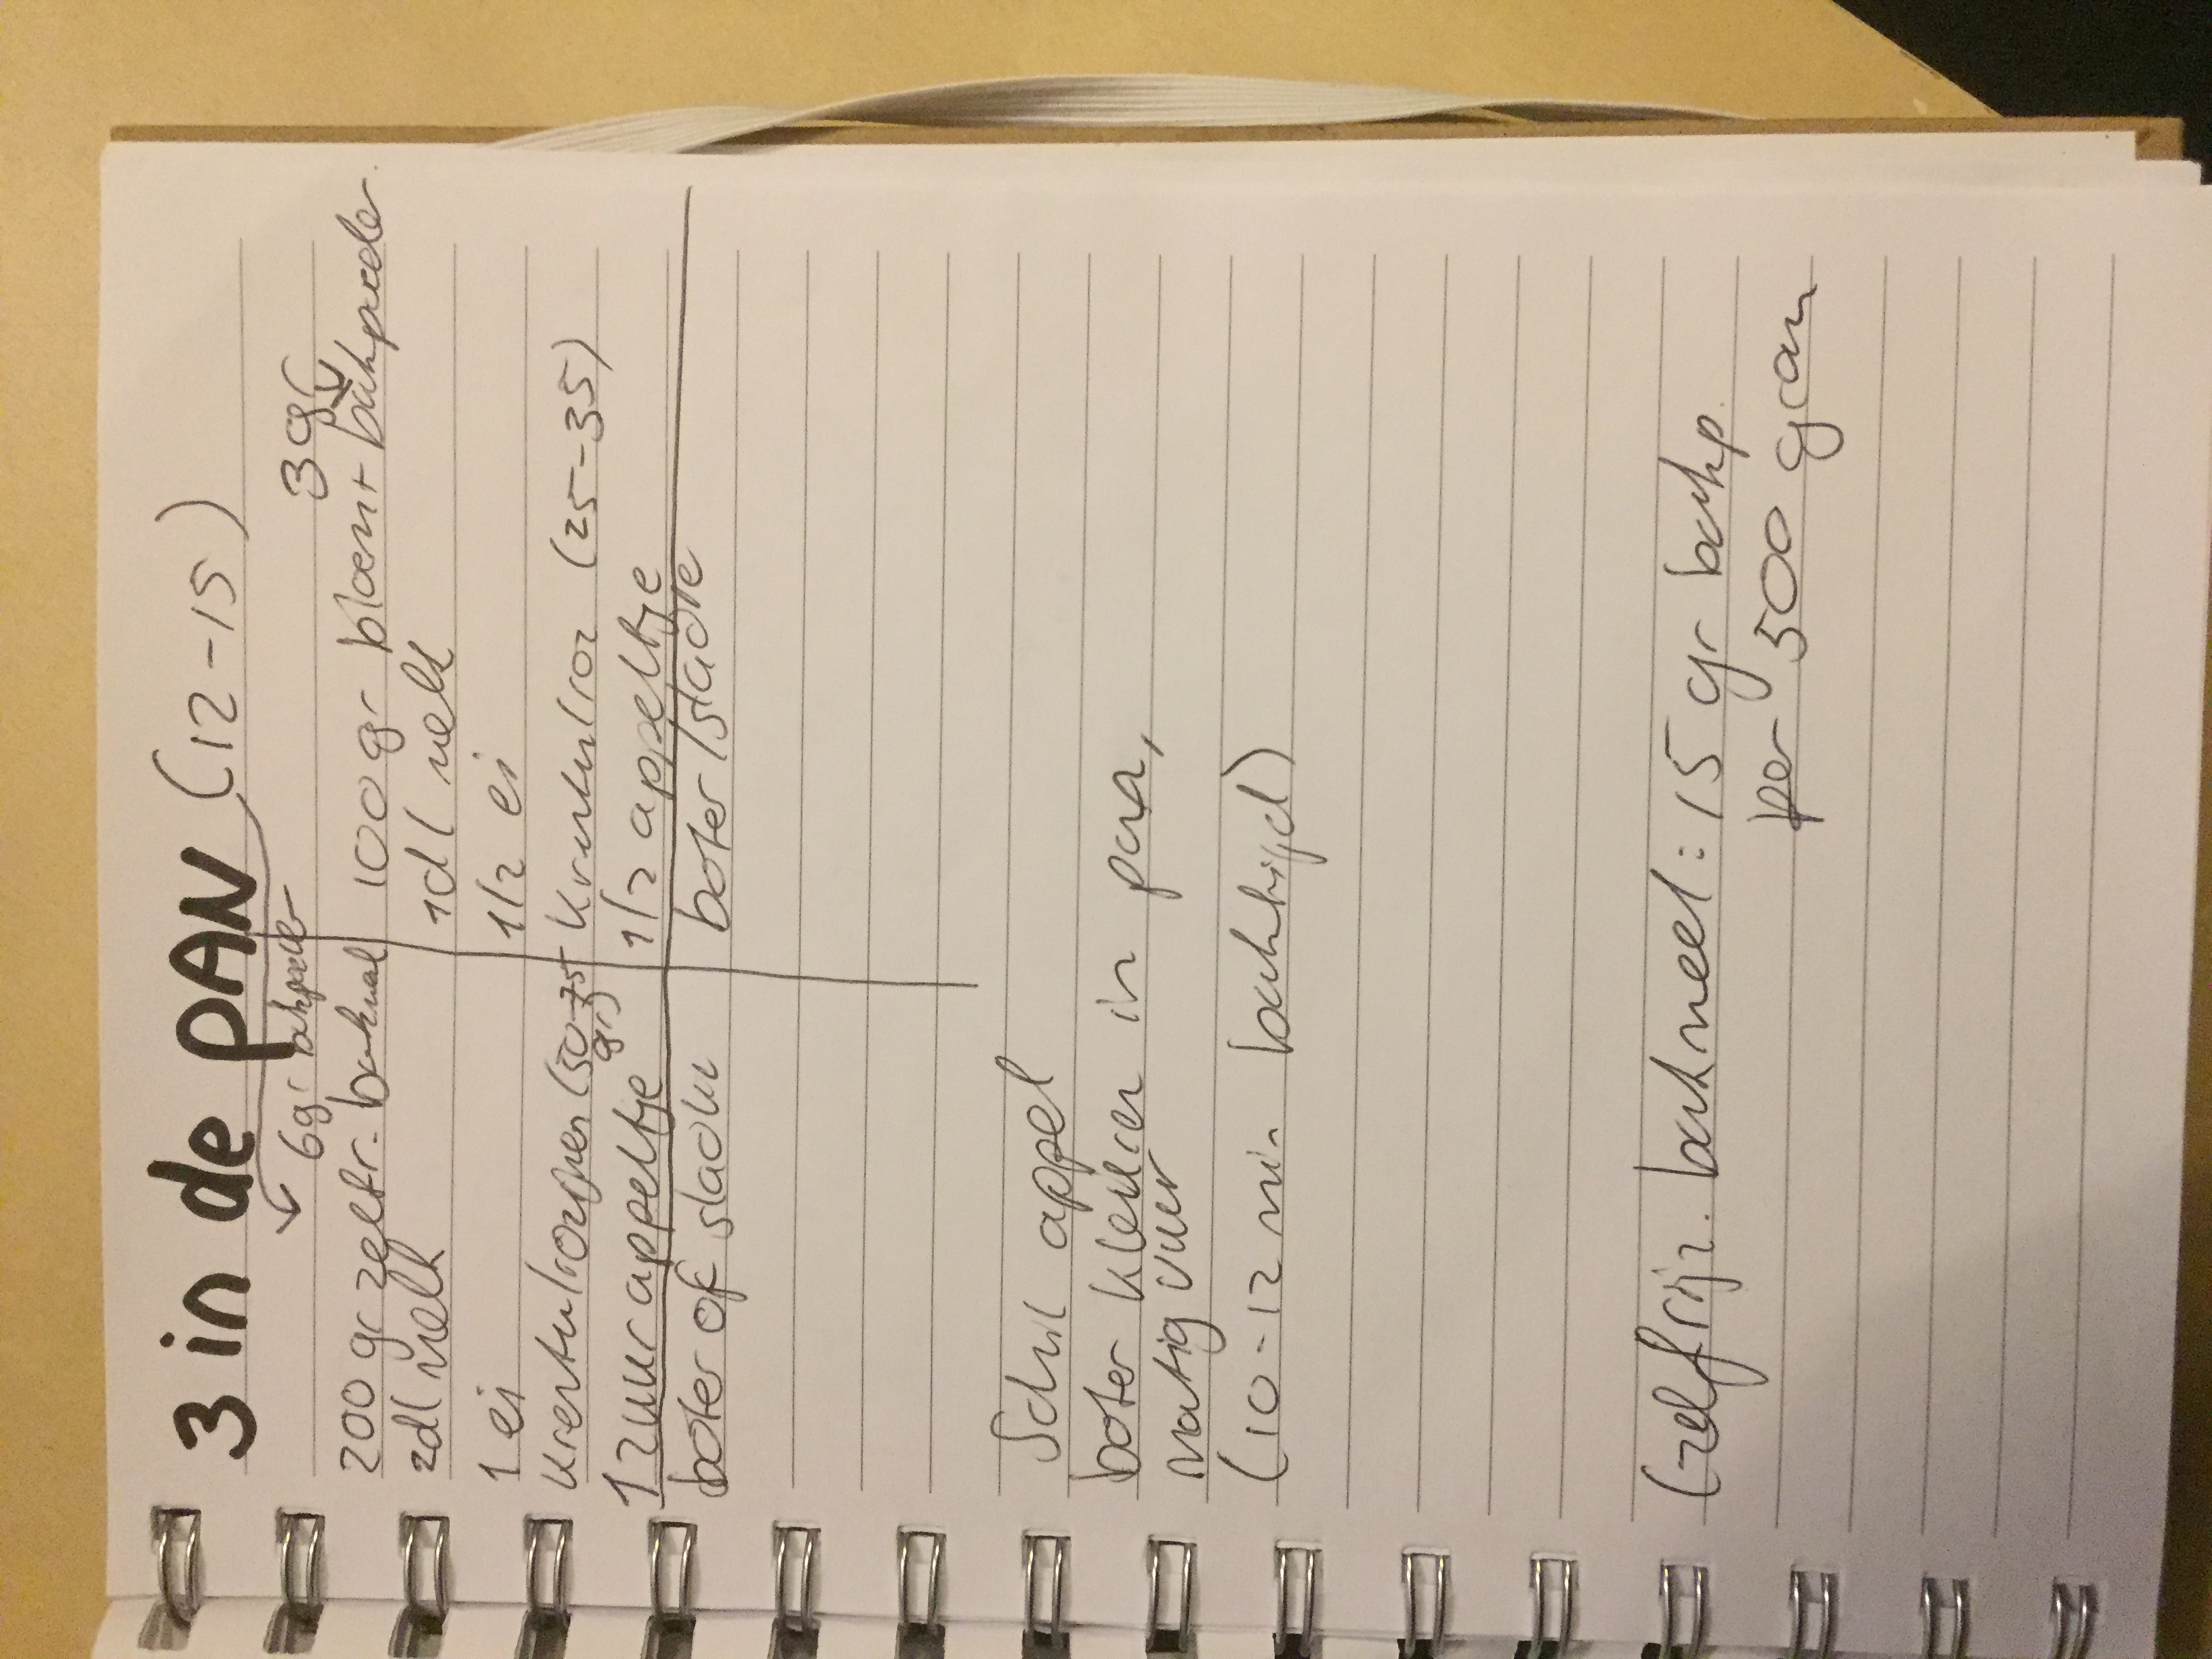 3 in de PAN (12-15)
6gr bakpoeder
3gr
200 gr zelfr. bakmeel
100 gr bloem + bakpoeder.
2dl melk
1dl melk
1 ei
1/2 ei
Krenten/rozijnen (50-75 gr)
Krenten/roz (25-35)
1 zuur appeltje
1/2 appeltje
boter of slaolie
boter/slaolie
Schil appel
boter kleuren in pan,
matig vuur
(10-12 min baktijd)
(zelfrijz. bakmeel: 15 gr bakp.
per 500 gram